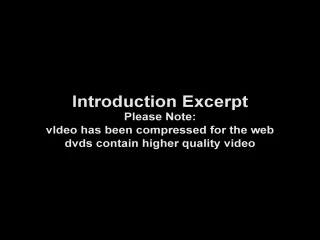 Introduction Excerpt
Please Note:
vIdeo has been compressed for the web
dvds contain higher quality video